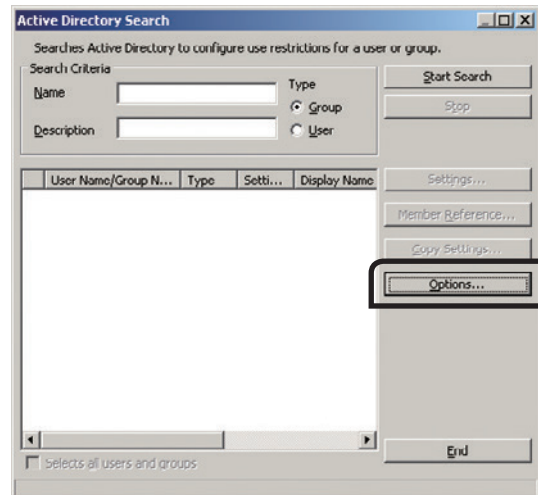 Active Directory Search
Searches Active Directory to configure use restrictions for a user or group.
Search Criteria
Name
Description
Type
Group
User
Start Search
Stop
User Name/Group N... Type Setti... Display Name
Settings...
Member Reference...
Copy Settings...
Options...
End
Selects all users and groups